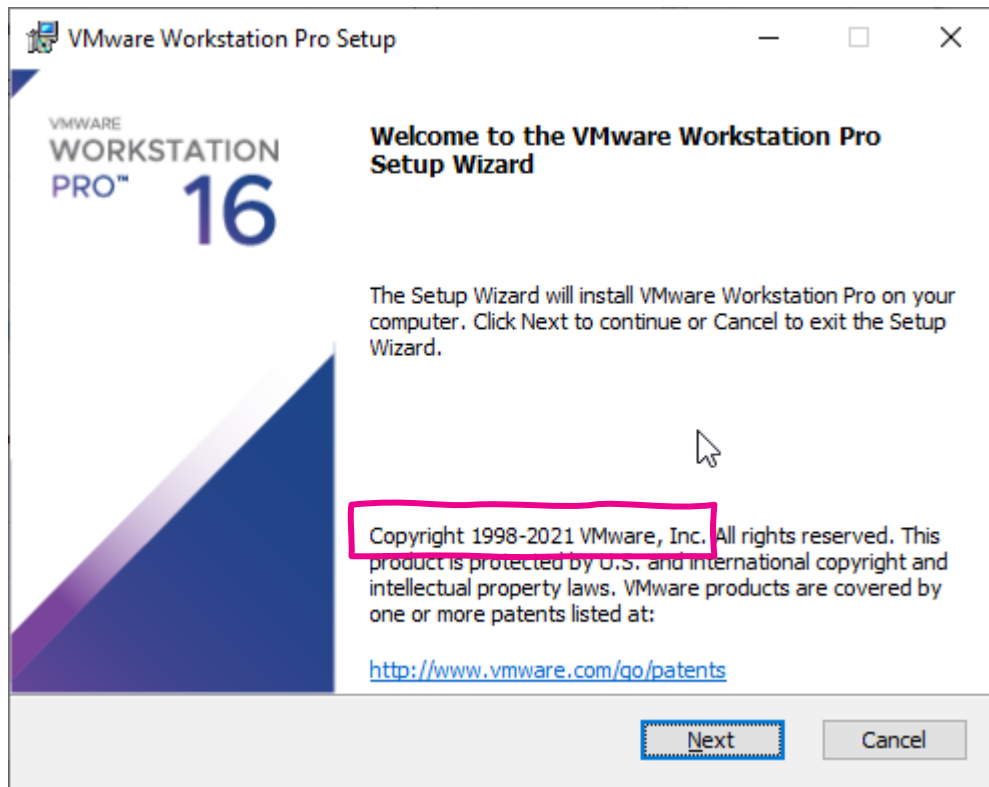 VMware Workstation Pro Setup
VMWARE
WORKSTATION
PRO™ 16
Welcome to the VMware Workstation Pro
Setup Wizard
The Setup Wizard will install VMware Workstation Pro on your
computer. Click Next to continue or Cancel to exit the Setup
Wizard.
Copyright 1998-2021 VMware, Inc. All rights reserved. This
product is protected by U.S. and international copyright and
intellectual property laws. VMware products are covered by
one or more patents listed at:
http://www.vmware.com/go/patents
Next Cancel